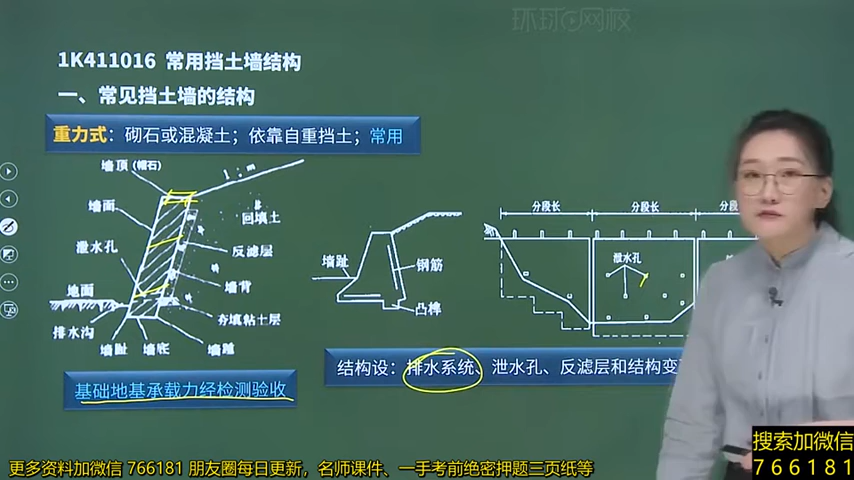 环球网校
1K411016 常用挡土墙结构
一、常见挡土墙的结构
重力式：砌石或混凝土；依靠自重挡土；常用
墙顶(帽石)
1:m
墙面
回填土
泄水孔
反滤层
墙背
地面
夯填粘土层
排水沟
墙趾
墙底
墙踵
墙趾
钢筋
凸榫
分段长
分段长
分段
泄水孔
基础地基承载力经检测验收
结构设：排水系统、泄水孔、反滤层和结构变
搜索加微信
766181
更多资料加微信 766181 朋友圈每日更新，名师课件、一手考前绝密押题三页纸等